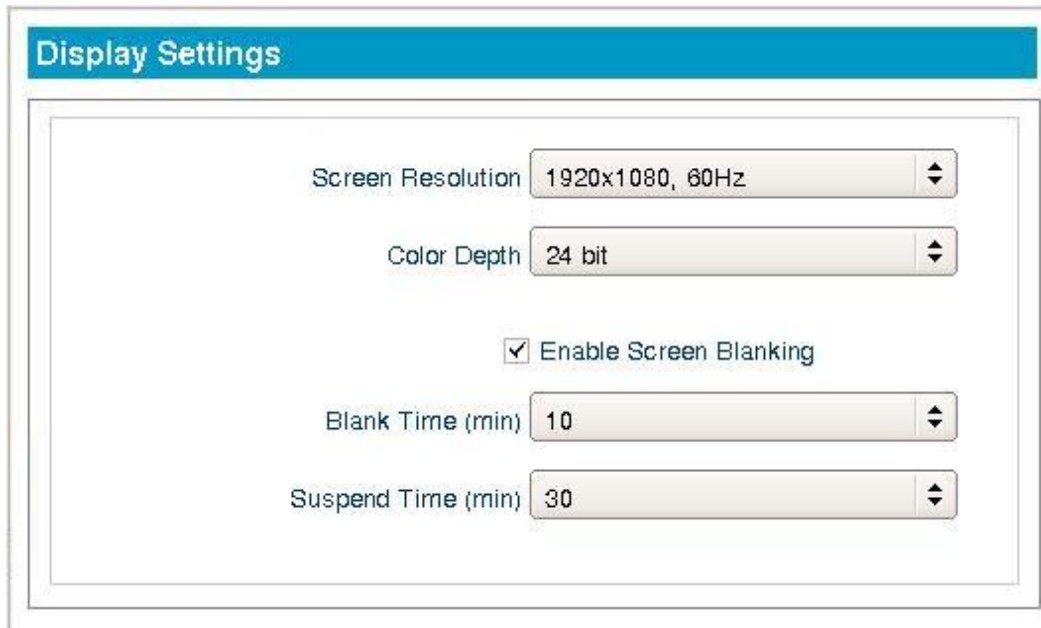 Display Settings
Screen Resolution 1920x1080, 60Hz
Color Depth 24 bit
Enable Screen Blanking
Blank Time (min) 10
Suspend Time (min) 30